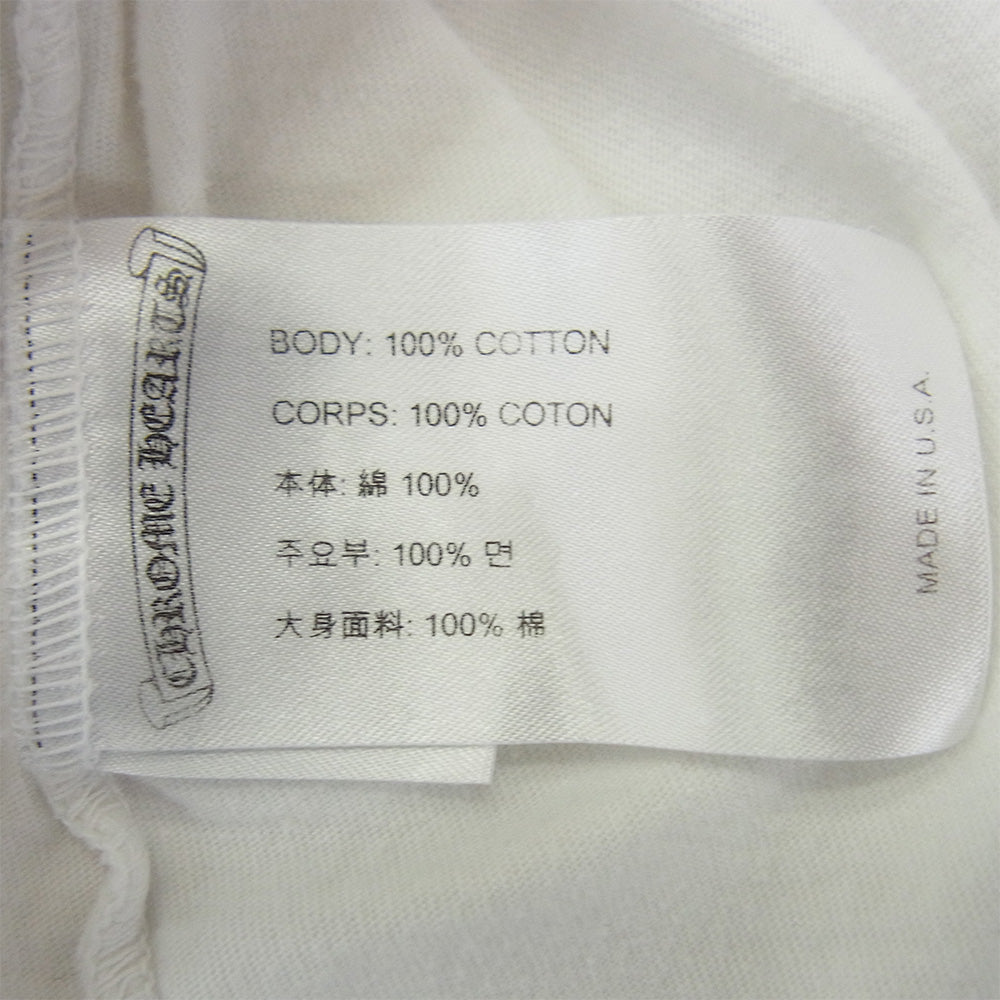 CHROME HEARTS
BODY: 100% COTTON
CORPS: 100% COTON
本体: 綿 100%
주요부: 100% 면
大身面料: 100% 棉
MADE IN U.S.A.